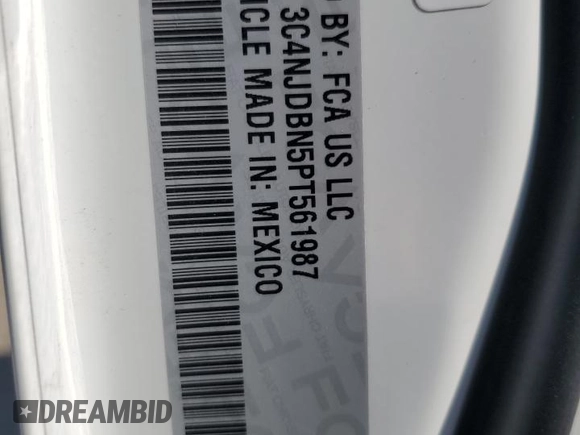 D BY: FCA US LLC
3C4NJDBN5PT561987
ICLE MADE IN: MEXICO
DREAMBID